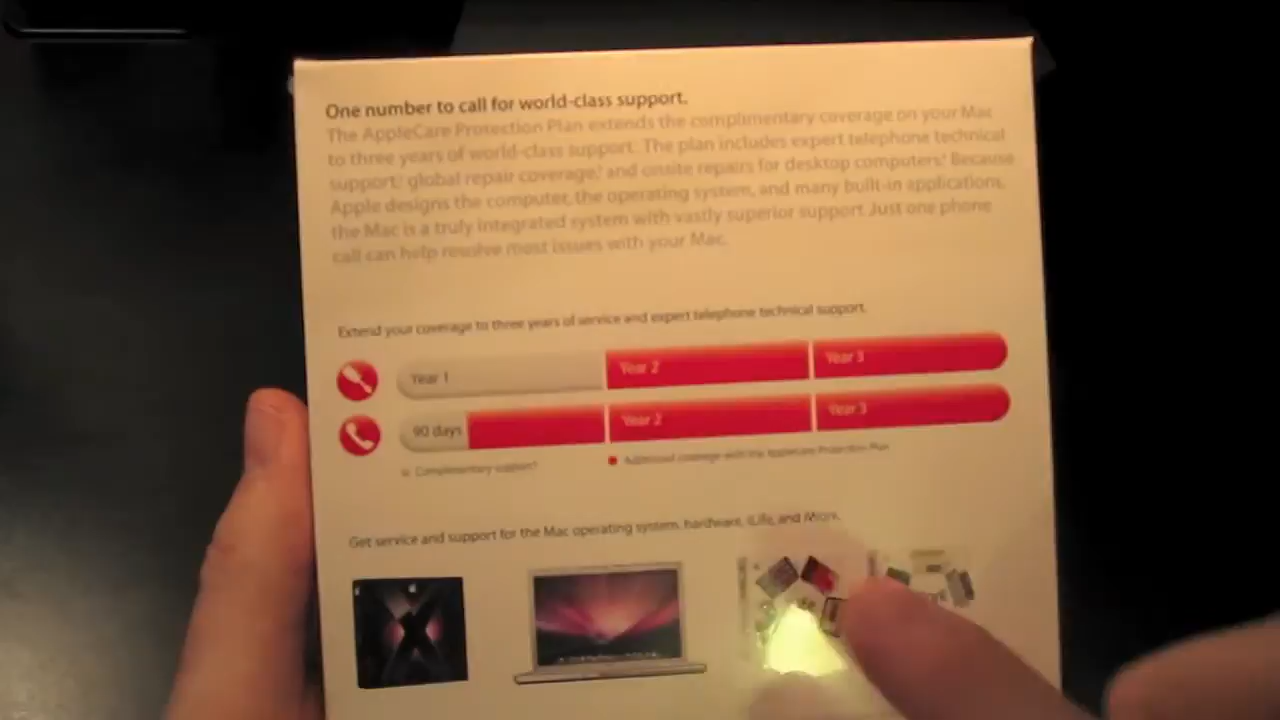 One number to call for world-class support.
The AppleCare Protection Plan extends the complimentary coverage on your Mac
to three years of world-class support. The plan includes expert telephone technical
support, global repair coverage, and onsite repairs for desktop computers. Because
Apple designs the computer, the operating system, and many built-in applications,
the Mac is a truly integrated system with vastly superior support. Just one phone
call can help resolve most issues with your Mac.
Extend your coverage to three years of service and expert telephone technical support.
Year 1 Year 2 Year 3
90 days Year 2 Year 3
Complimentary support Additional coverage with the AppleCare Protection Plan
Get service and support for the Mac operating system, hardware, iLife, and iWork.
X